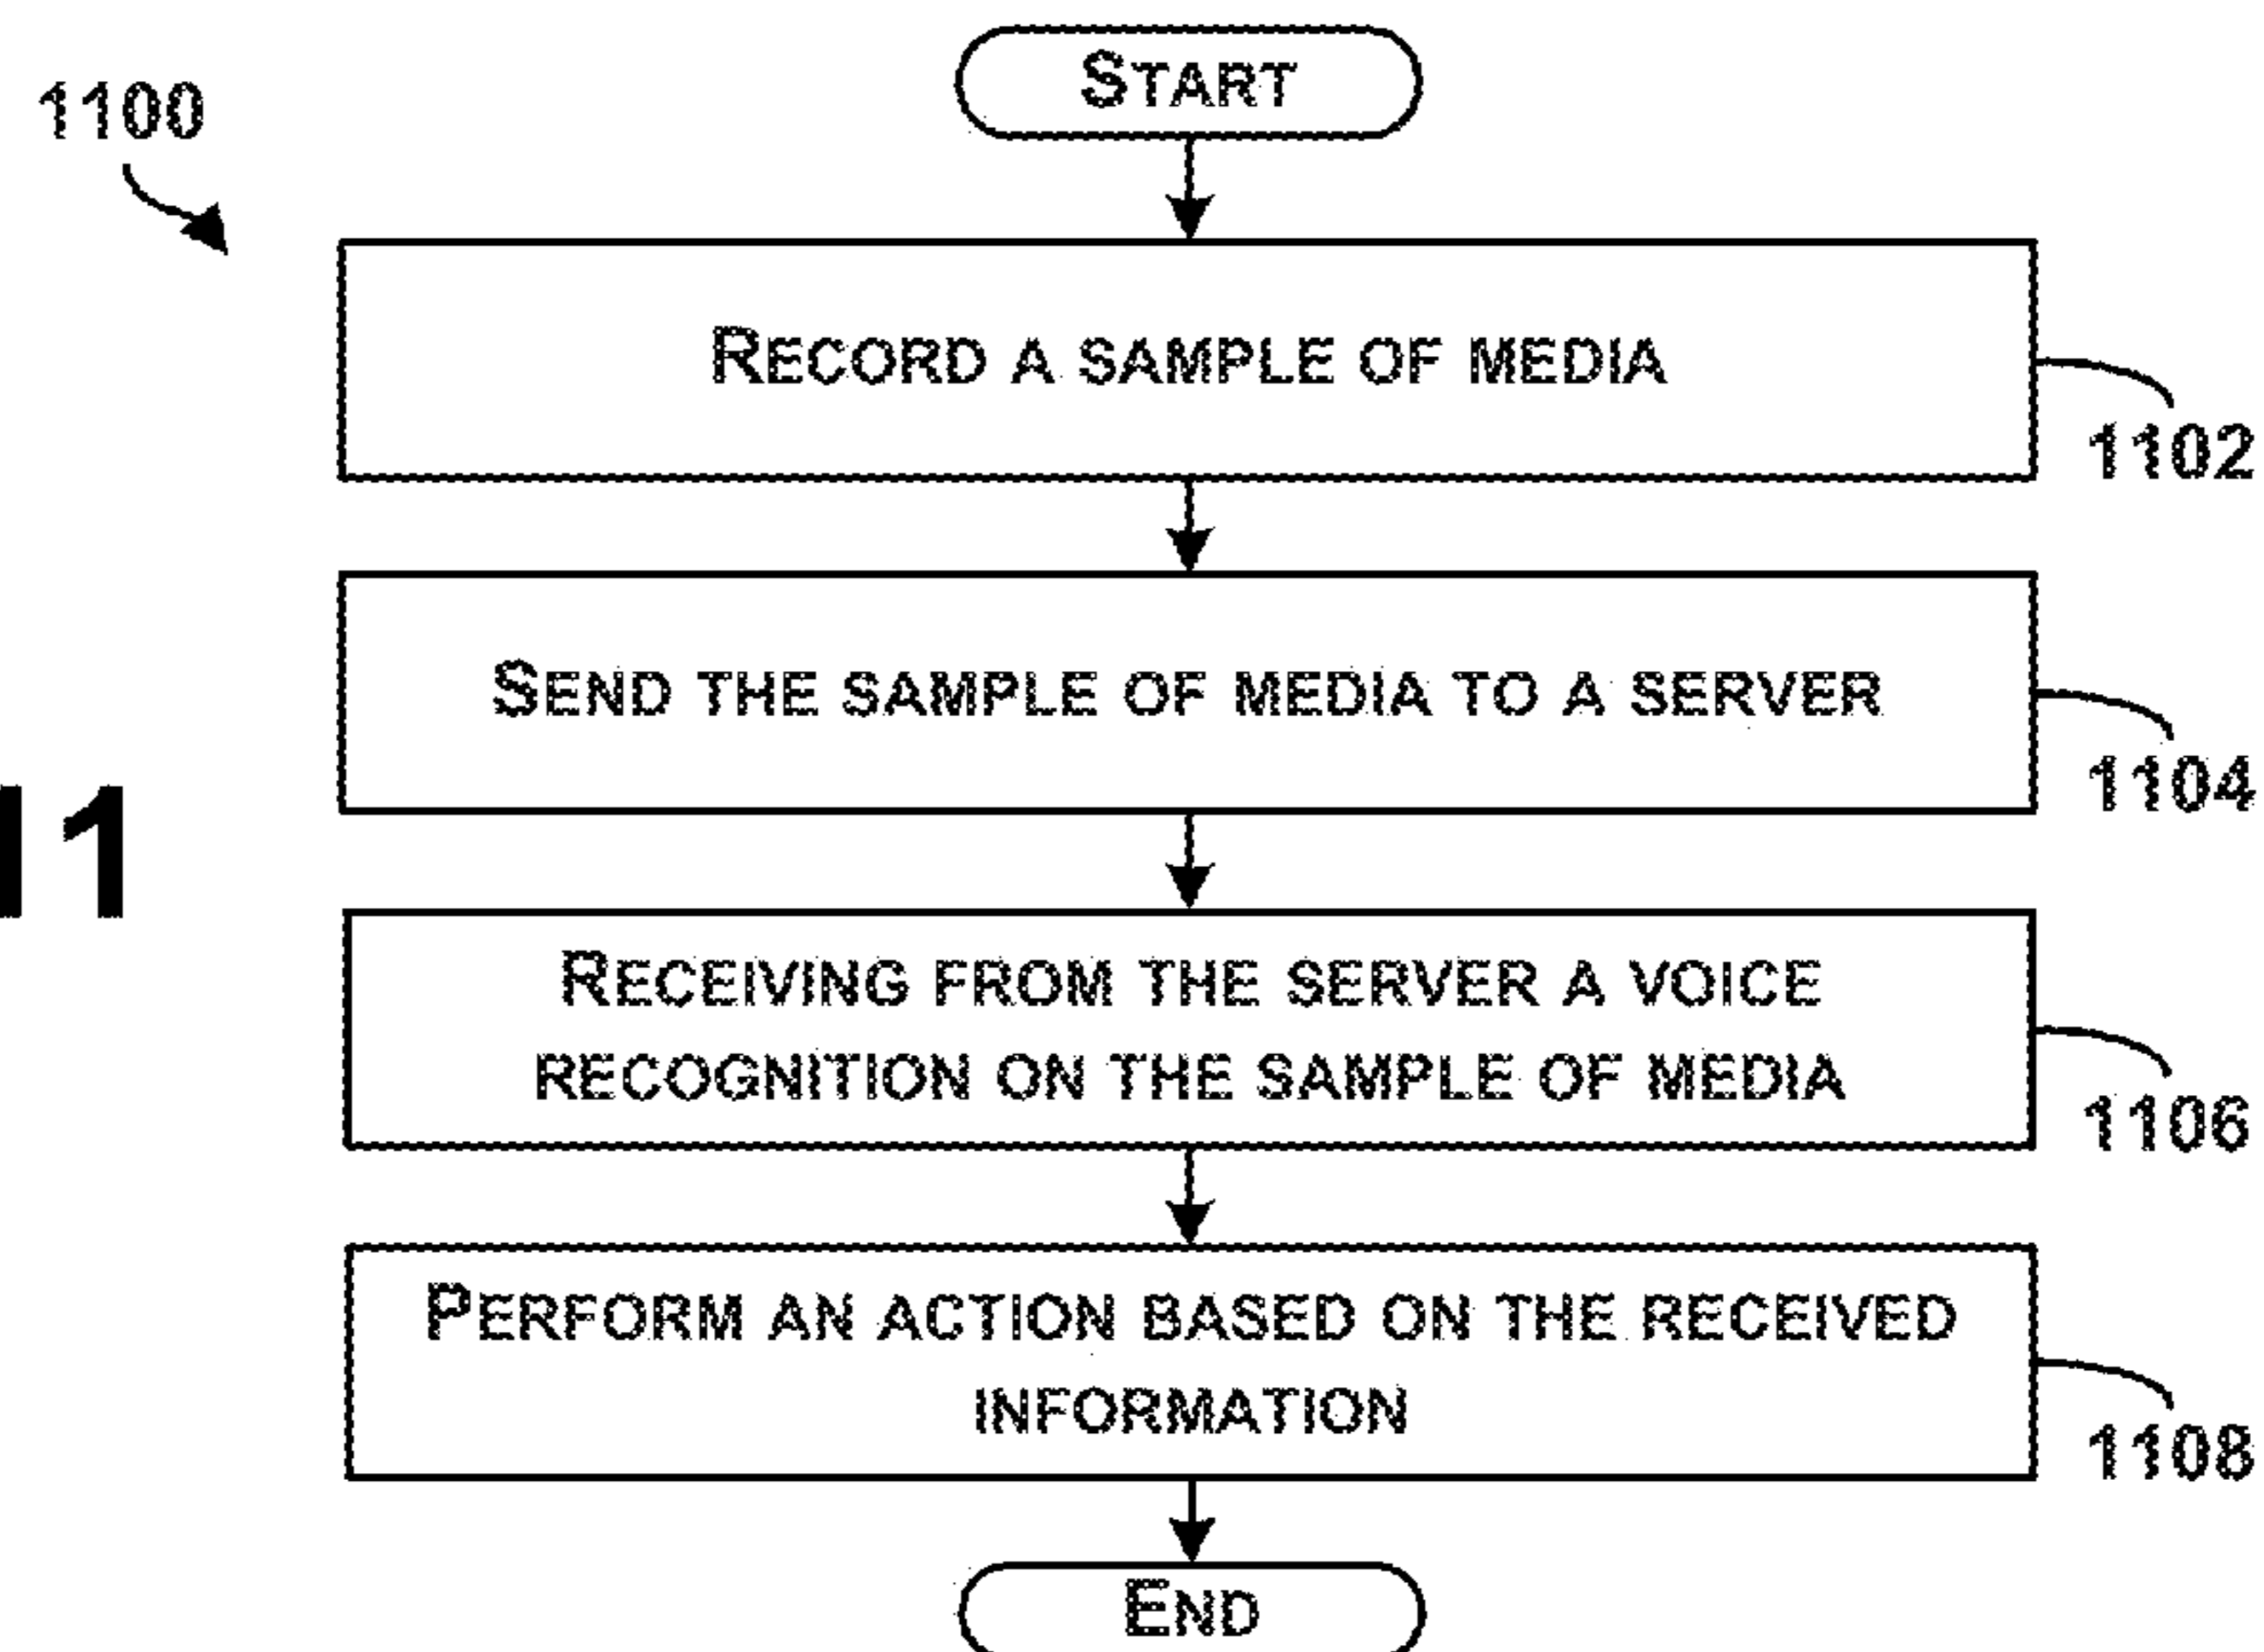 START
1100
RECORD A SAMPLE OF MEDIA
1102
SEND THE SAMPLE OF MEDIA TO A SERVER
1104
11
RECEIVING FROM THE SERVER A VOICE
RECOGNITION ON THE SAMPLE OF MEDIA
1106
PERFORM AN ACTION BASED ON THE RECEIVED
INFORMATION
1108
END